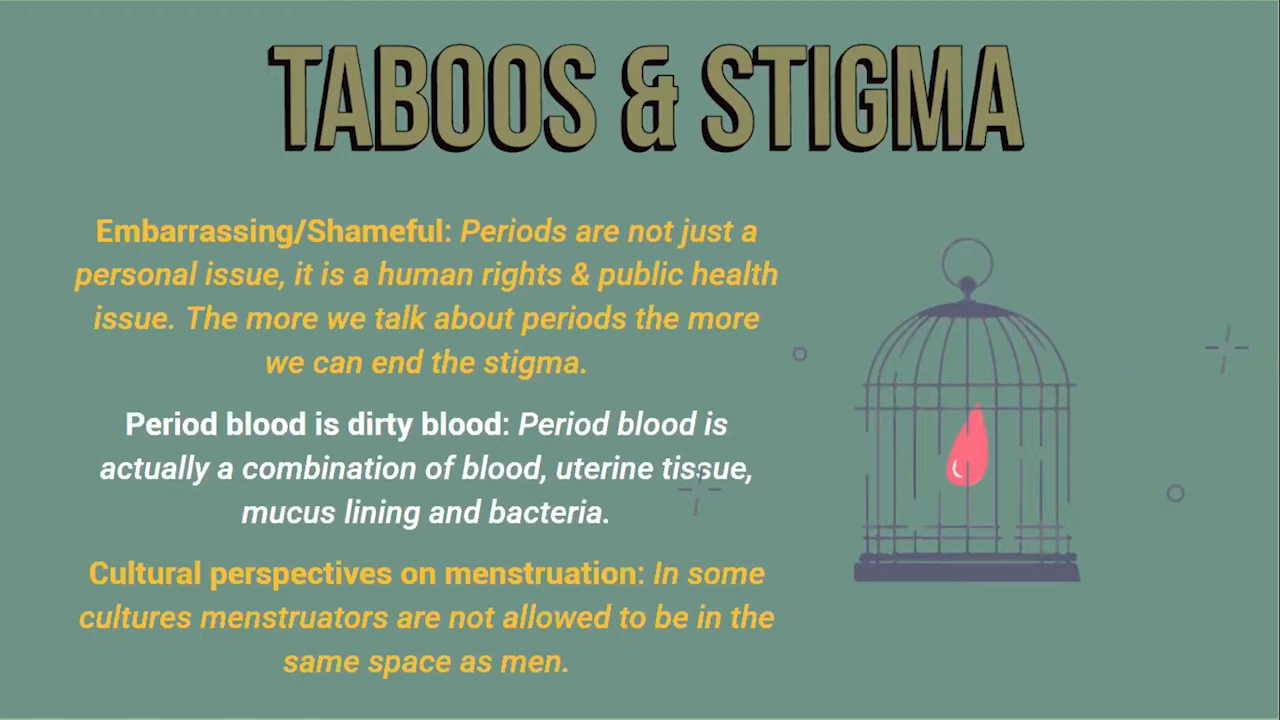 TABOOS & STIGMA
Embarrassing/Shameful: Periods are not just a
personal issue, it is a human rights & public health
issue. The more we talk about periods the more
we can end the stigma.
Period blood is dirty blood: Period blood is
actually a combination of blood, uterine tissue,
mucus lining and bacteria.
Cultural perspectives on menstruation: In some
cultures menstruators are not allowed to be in the
same space as men.